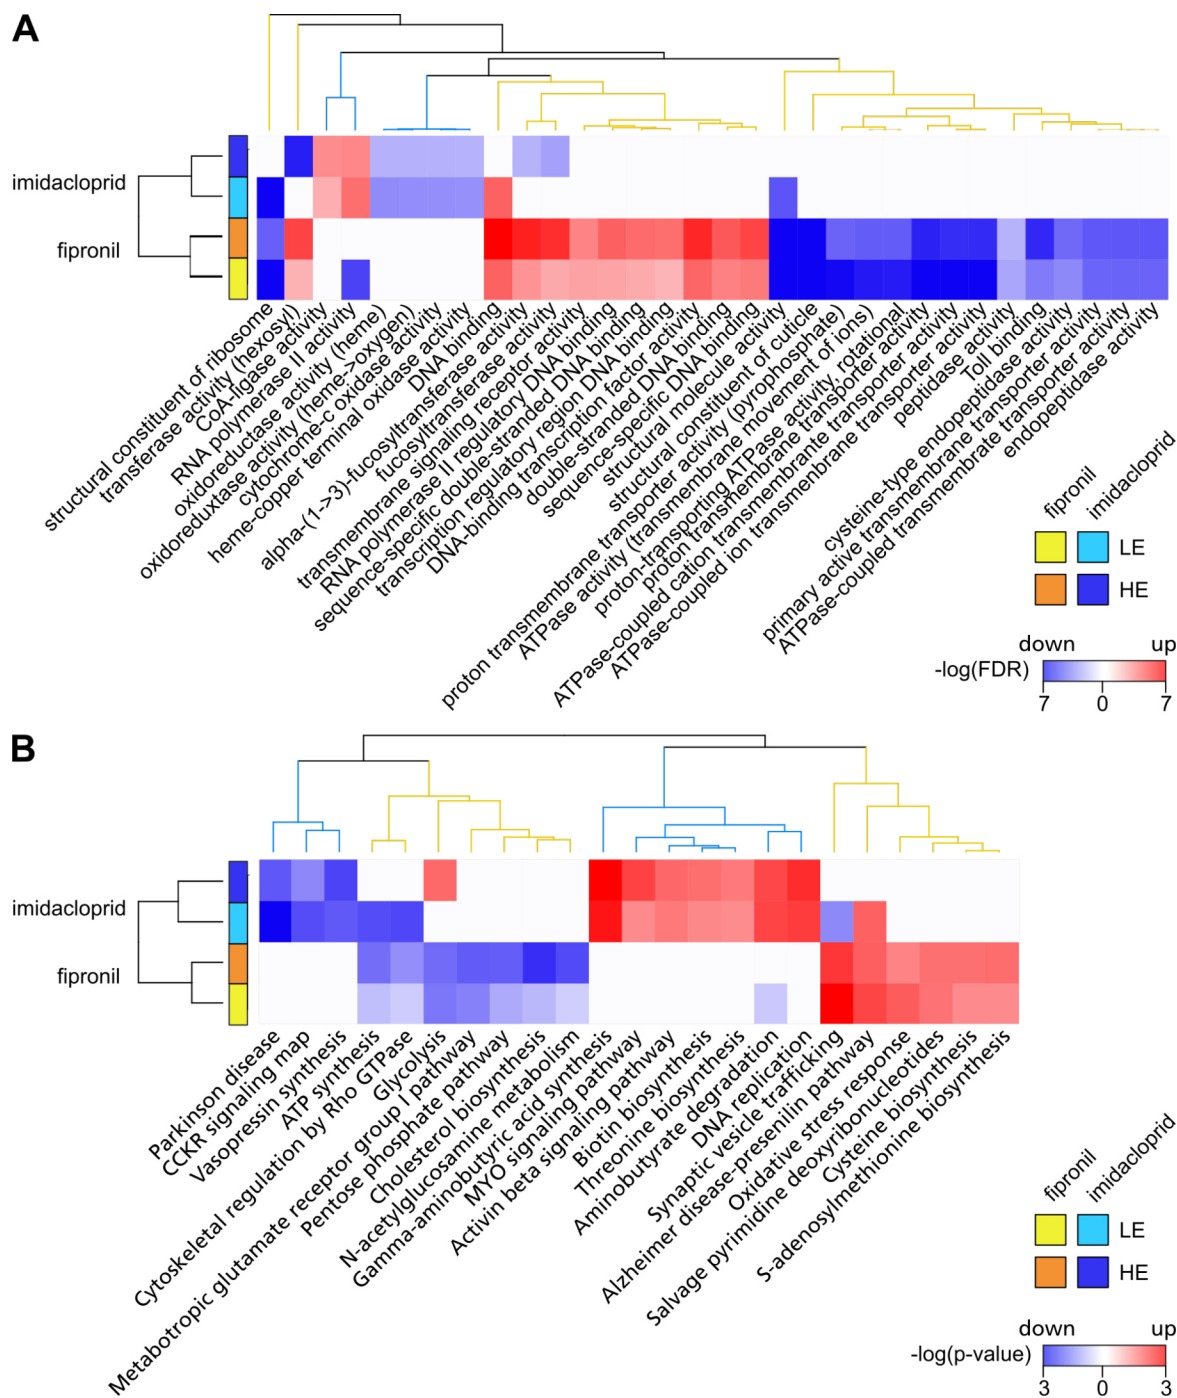 A
imidacloprid
fipronil
structural constituent of ribosome
transferase activity (hexosyl)
CoA-ligase activity
RNA polymerase II activity
oxidoreductase activity (heme)
oxidoreduxtase activity (heme->oxygen)
cytochrome-c oxidase activity
heme-copper terminal oxidase activity
DNA binding
alpha-(1->3)-fucosyltransferase activity
fucosyltransferase activity
transmembrane signaling receptor activity
RNA polymerase II regulatory DNA binding
sequence-specific double-stranded DNA binding
transcription regulatory region DNA binding
DNA-binding transcription factor activity
double-stranded DNA binding
sequence-specific DNA binding
structural molecule activity
structural constituent of cuticle
proton transmembrane transporter activity (pyrophosphate)
ATPase activity (transmembrane movement of ions)
proton-transporting ATPase activity, rotational
proton transmembrane transporter activity
ATPase-coupled cation transmembrane transporter activity
ATPase-coupled ion transmembrane transporter activity
peptidase activity
Toll binding
cysteine-type endopeptidase activity
primary active transmembrane transporter activity
ATPase-coupled transmembrane transporter activity
endopeptidase activity
fipronil
imidacloprid
LE
HE
down up
-log(FDR)
7 0 7
B
imidacloprid
fipronil
Parkinson disease
CCKR signaling map
Vasopressin synthesis
ATP synthesis
Cytoskeletal regulation by Rho GTPase
Glycolysis
Metabotropic glutamate receptor group I pathway
Pentose phosphate pathway
Cholesterol biosynthesis
N-acetylglucosamine metabolism
Gamma-aminobutyric acid synthesis
MYO signaling pathway
Activin beta signaling pathway
Biotin biosynthesis
Threonine biosynthesis
Aminobutyrate degradation
DNA replication
Synaptic vesicle trafficking
Alzheimer disease-presenilin pathway
Oxidative stress response
Salvage pyrimidine deoxyribonucleotides
Cysteine biosynthesis
S-adenosylmethionine biosynthesis
fipronil
imidacloprid
LE
HE
down up
-log(p-value)
3 0 3